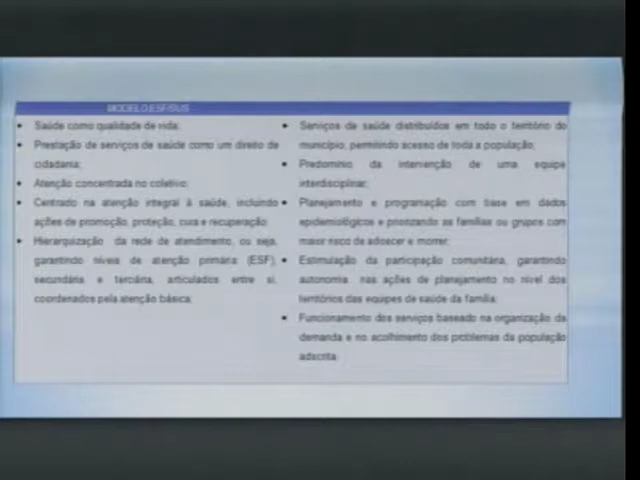 MODELO ESF/SUS
• Saúde como qualidade de vida;
• Prestação de serviços de saúde como um direito de
cidadania;
• Atenção concentrada no coletivo;
• Centrado na atenção integral à saúde, incluindo
ações de promoção, proteção, cura e recuperação;
• Hierarquização da rede de atendimento, ou seja,
garantindo níveis de atenção primária (ESF),
secundária e terciária, articulados entre si,
coordenados pela atenção básica;
• Serviços de saúde distribuídos em todo o território do
município, permitindo acesso de toda a população;
• Predomínio da intervenção de uma equipe
interdisciplinar;
• Planejamento e programação com base em dados
epidemiológicos e priorizando as famílias ou grupos com
maior risco de adoecer e morrer;
• Estimulação da participação comunitária, garantindo
autonomia nas ações de planejamento no nível dos
territórios das equipes de saúde da família;
• Funcionamento dos serviços baseado na organização da
demanda e no acolhimento dos problemas da população
adscrita.